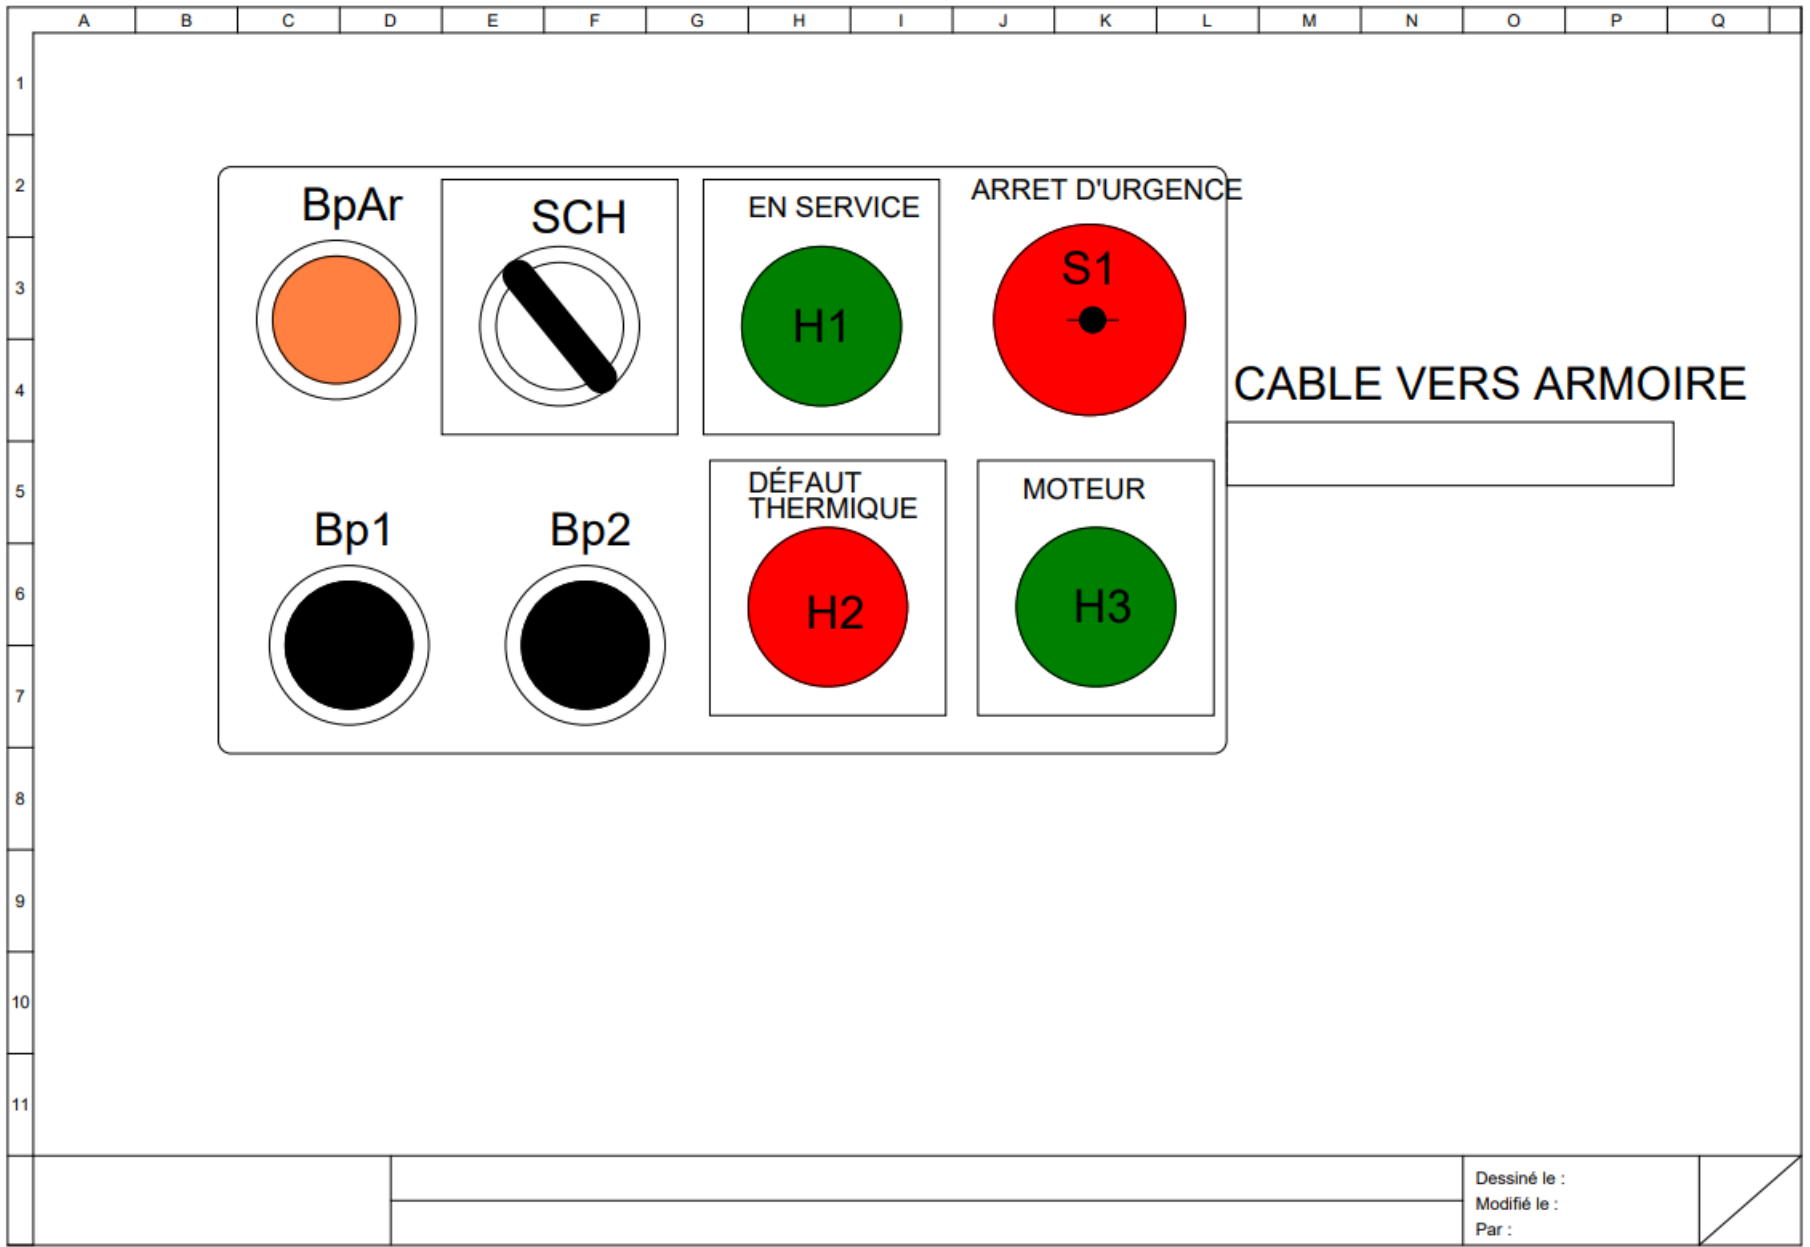 A B C D E F G H I J K L M N O P Q
1
2
3
4
5
6
7
8
9
10
11
BpAr
SCH
EN SERVICE
H1
ARRET D'URGENCE
S1
CABLE VERS ARMOIRE
Bp1
Bp2
DÉFAUT
THERMIQUE
H2
MOTEUR
H3
Dessiné le :
Modifié le :
Par :